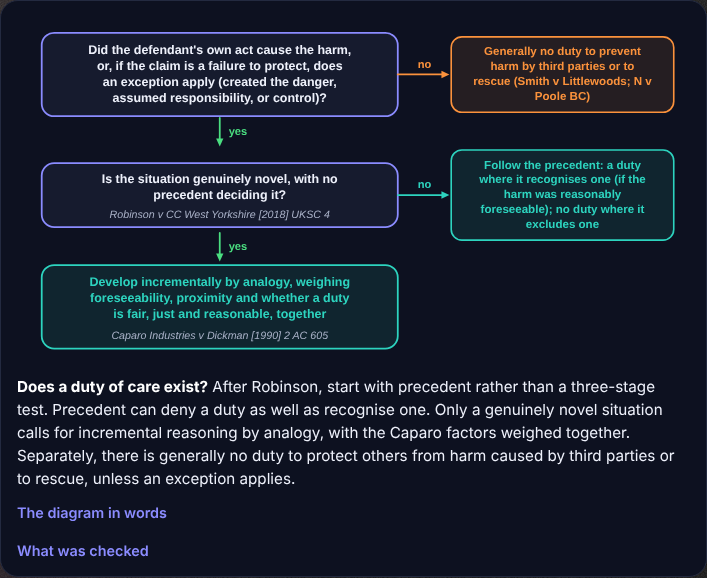 Did the defendant's own act cause the harm,
or, if the claim is a failure to protect, does
an exception apply (created the danger,
assumed responsibility, or control)?
no
Generally no duty to prevent
harm by third parties or to
rescue (Smith v Littlewoods; N v
Poole BC)
yes
Is the situation genuinely novel, with no
precedent deciding it?
Robinson v CC West Yorkshire [2018] UKSC 4
no
Follow the precedent: a duty
where it recognises one (if the
harm was reasonably
foreseeable); no duty where it
excludes one
yes
Develop incrementally by analogy, weighing
foreseeability, proximity and whether a duty
is fair, just and reasonable, together
Caparo Industries v Dickman [1990] 2 AC 605
Does a duty of care exist? After Robinson, start with precedent rather than a three-stage
test. Precedent can deny a duty as well as recognise one. Only a genuinely novel situation
calls for incremental reasoning by analogy, with the Caparo factors weighed together.
Separately, there is generally no duty to protect others from harm caused by third parties or
to rescue, unless an exception applies.
The diagram in words
What was checked